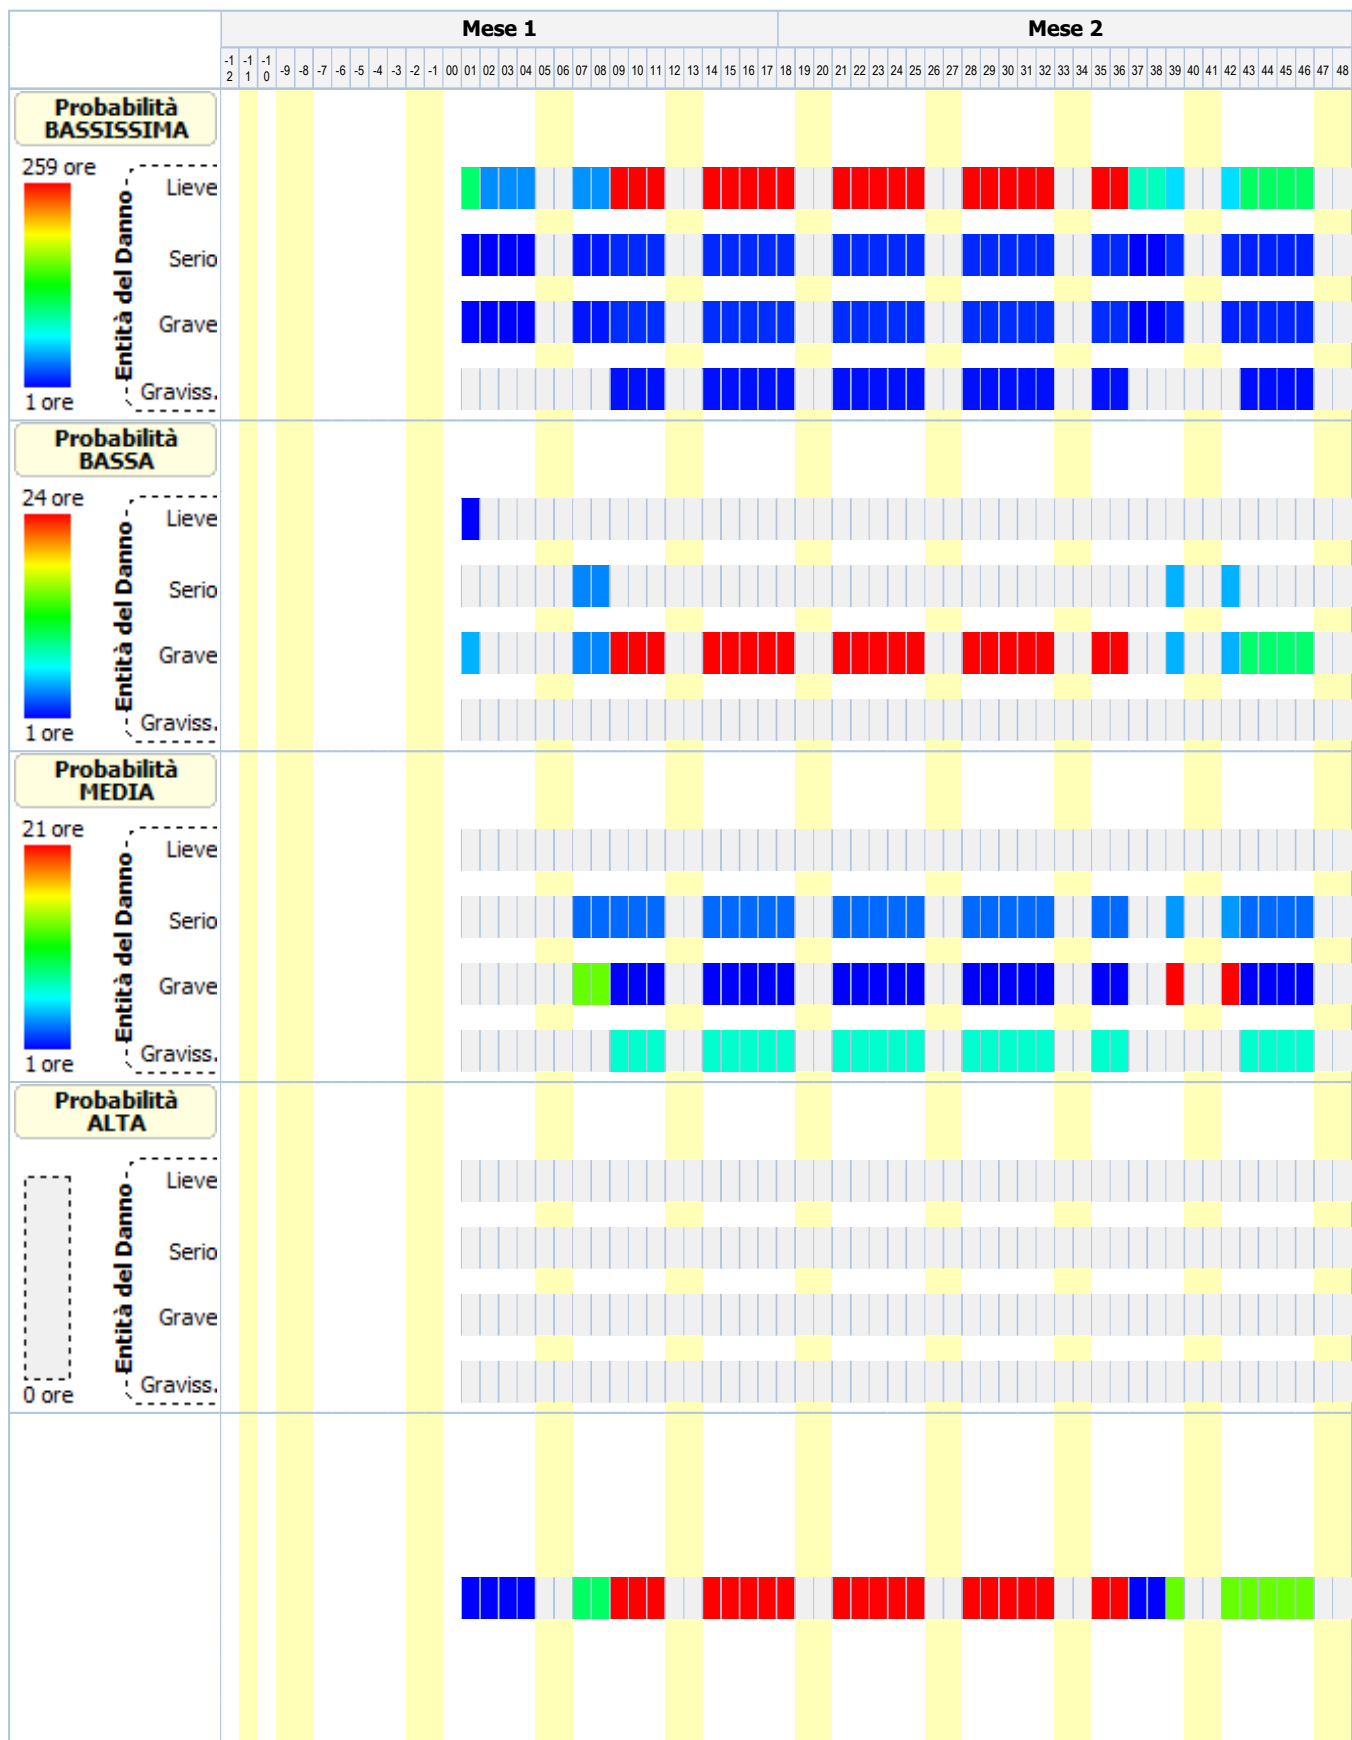 Mese 1 Mese 2
-12 -11 -10 -9 -8 -7 -6 -5 -4 -3 -2 -1 00 01 02 03 04 05 06 07 08 09 10 11 12 13 14 15 16 17 18 19 20 21 22 23 24 25 26 27 28 29 30 31 32 33 34 35 36 37 38 39 40 41 42 43 44 45 46 47 48
Probabilità
BASSISSIMA
259 ore
Entità del Danno
Lieve
Serio
Grave
Graviss.
1 ore
Probabilità
BASSA
24 ore
Entità del Danno
Lieve
Serio
Grave
Graviss.
1 ore
Probabilità
MEDIA
21 ore
Entità del Danno
Lieve
Serio
Grave
Graviss.
1 ore
Probabilità
ALTA
Entità del Danno
Lieve
Serio
Grave
Graviss.
0 ore